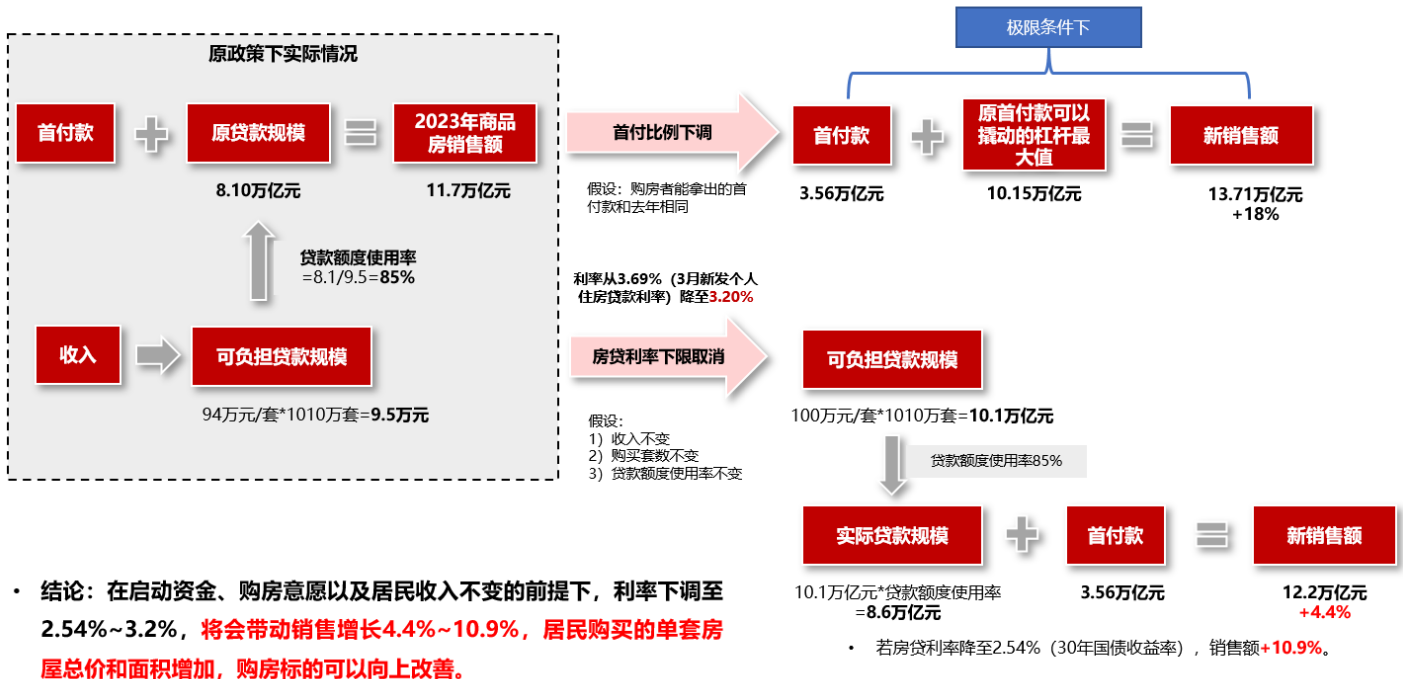 极限条件下
原政策下实际情况
首付款
原贷款规模
2023年商品
房销售额
8.10万亿元
11.7万亿元
贷款额度使用率
=8.1/9.5=85%
收入
可负担贷款规模
94万元/套*1010万套=9.5万元
首付比例下调
假设：购房者能拿出的首
付款和去年相同
首付款
原首付款可以
撬动的杠杆最
大值
新销售额
3.56万亿元
10.15万亿元
13.71万亿元
+18%
利率从3.69%（3月新发个人
住房贷款利率）降至3.20%
房贷利率下限取消
假设：
1）收入不变
2）购买套数不变
3）贷款额度使用率不变
可负担贷款规模
100万元/套*1010万套=10.1万亿元
贷款额度使用率85%
实际贷款规模
首付款
新销售额
10.1万亿元*贷款额度使用率
=8.6万亿元
3.56万亿元
12.2万亿元
+4.4%
• 若房贷利率降至2.54%（30年国债收益率），销售额+10.9%。
• 结论：在启动资金、购房意愿以及居民收入不变的前提下，利率下调至
2.54%~3.2%，将会带动销售增长4.4%~10.9%，居民购买的单套房
屋总价和面积增加，购房标的可以向上改善。